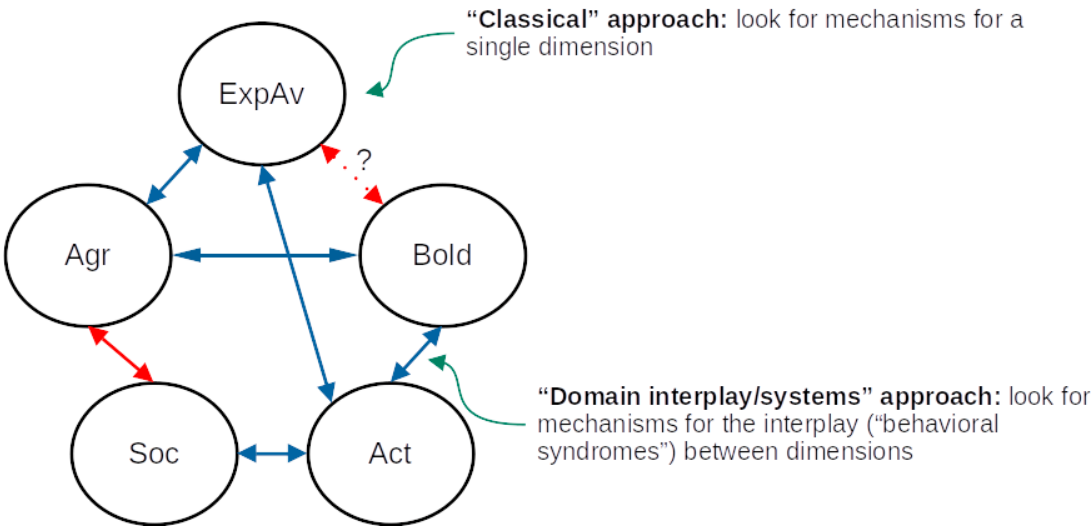 “Classical” approach: look for mechanisms for a
single dimension
ExpAv
?
Agr
Bold
“Domain interplay/systems” approach: look for
mechanisms for the interplay (“behavioral
syndromes”) between dimensions
Soc
Act